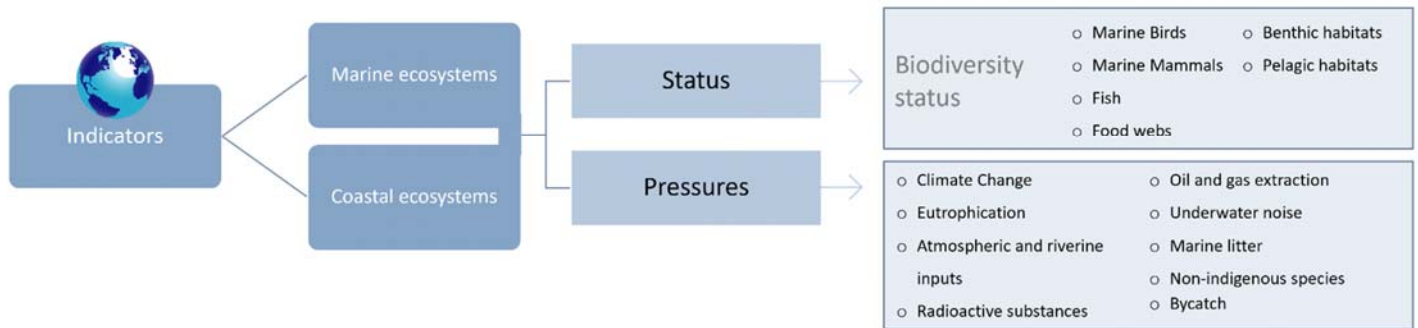 Indicators
Marine ecosystems
Coastal ecosystems
Status
Pressures
Biodiversity
status
o Marine Birds
o Marine Mammals
o Fish
o Food webs
o Benthic habitats
o Pelagic habitats
o Climate Change
o Eutrophication
o Atmospheric and riverine
inputs
o Radioactive substances
o Oil and gas extraction
o Underwater noise
o Marine litter
o Non-indigenous species
o Bycatch